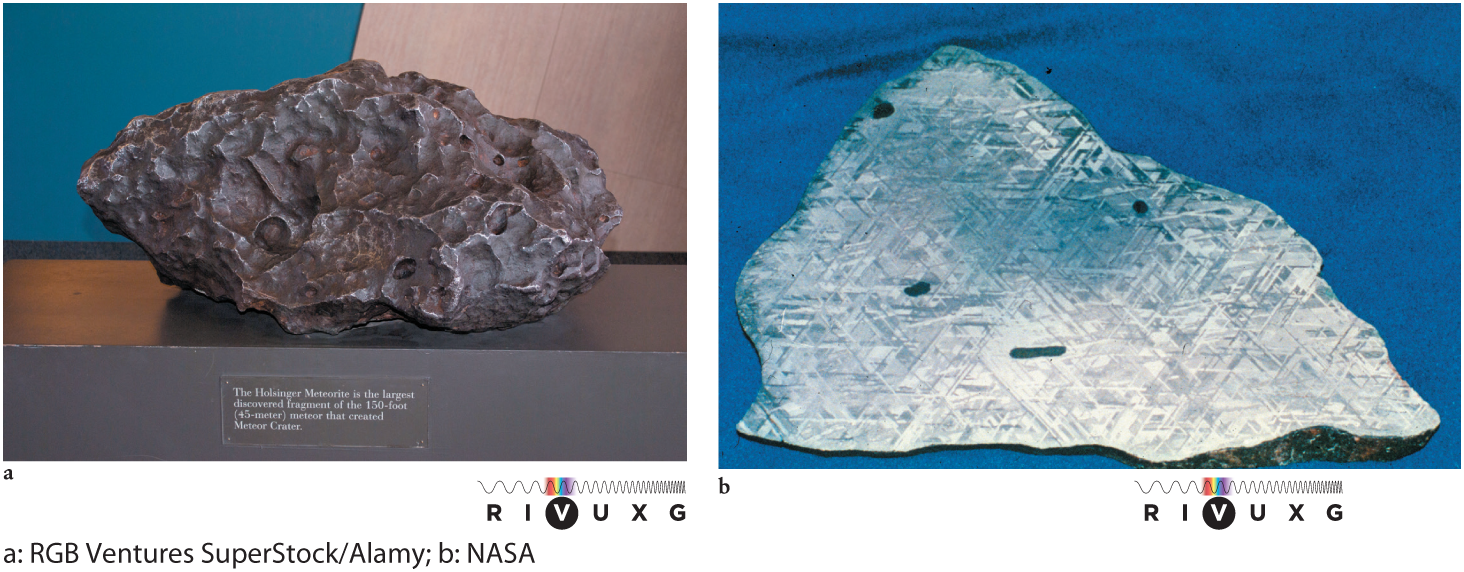 The Holsinger Meteorite is the largest
discovered fragment of the 150-foot
(45-meter) meteor that created
Meteor Crater.
a
R I V U X G
b
R I V U X G
a: RGB Ventures SuperStock/Alamy; b: NASA